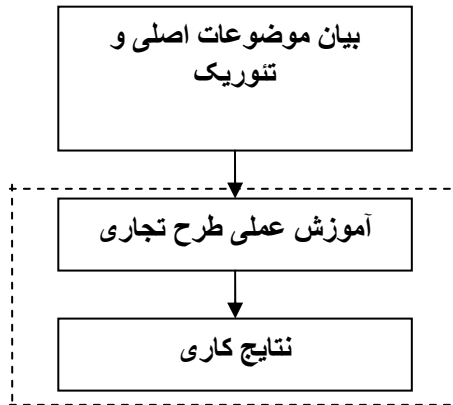 بیان موضوعات اصلی و
تئوریک
آموزش عملی طرح تجاری
نتایج کاری